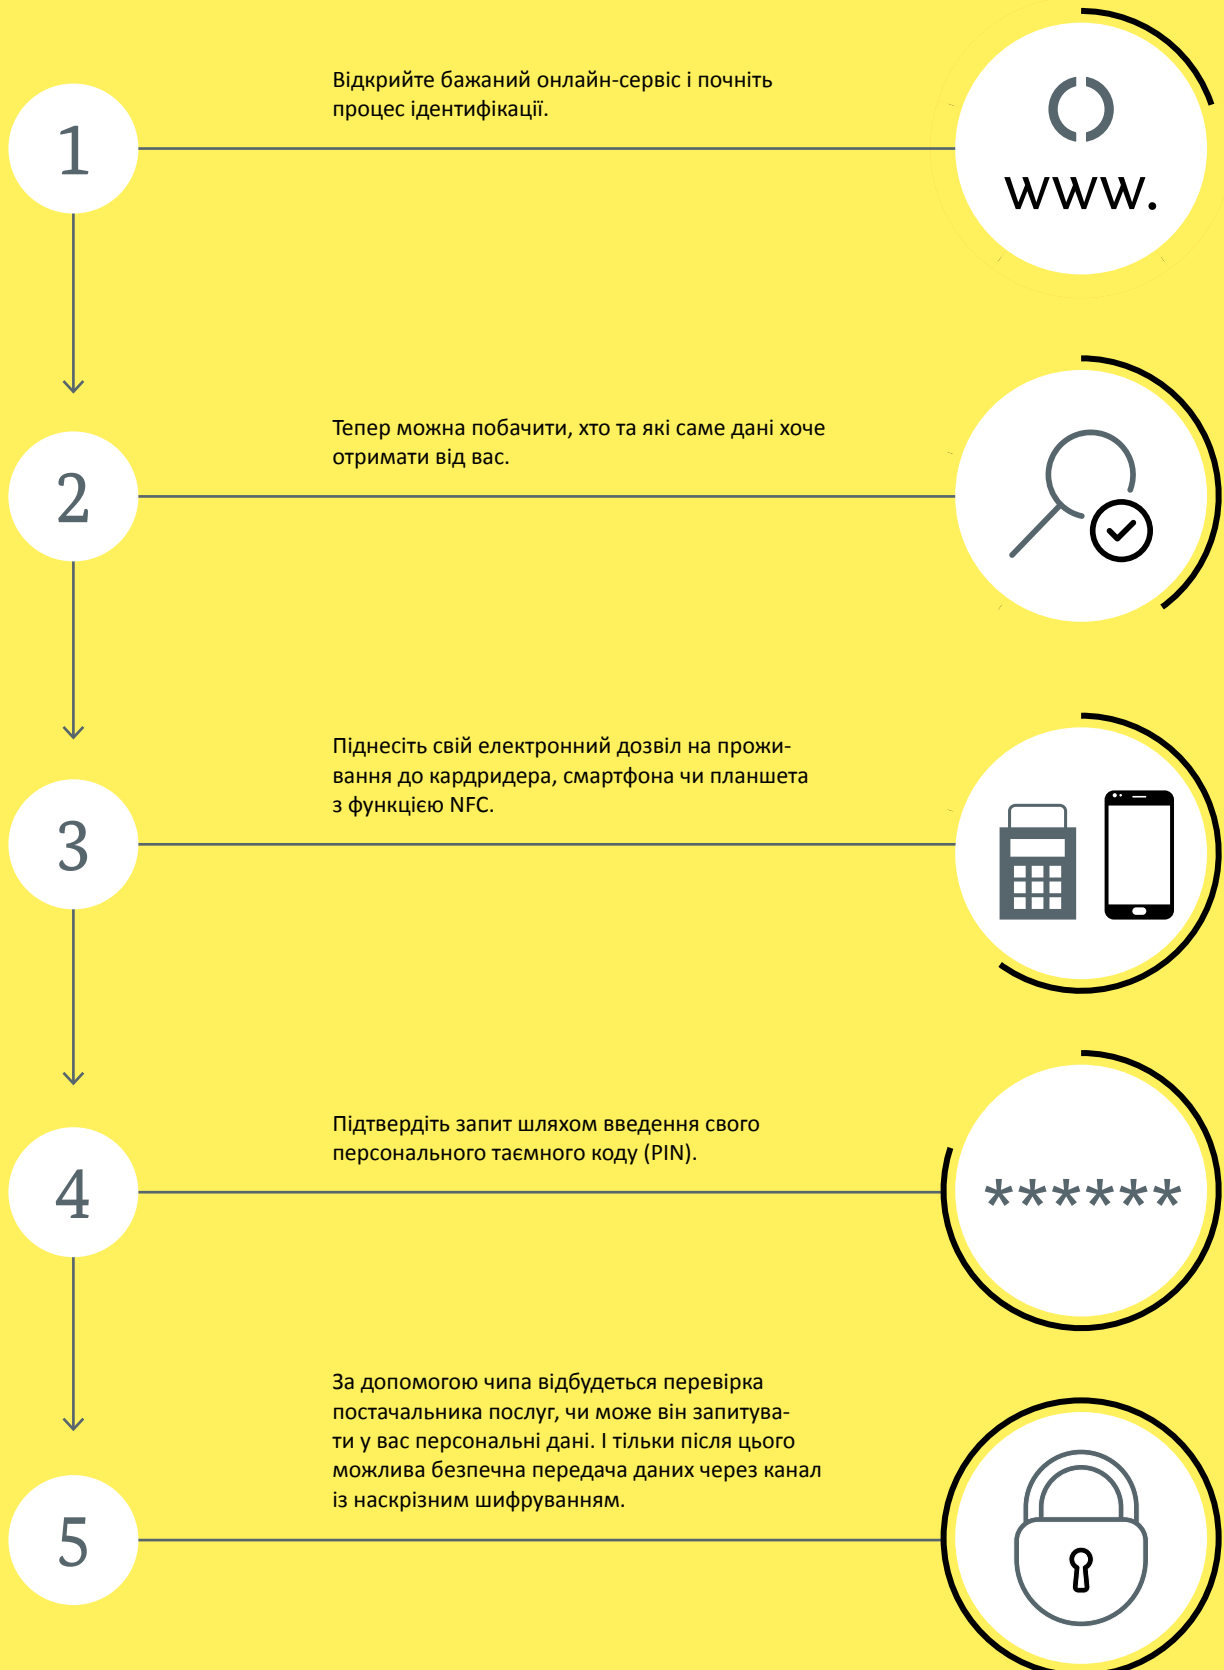 Відкрийте бажаний онлайн-сервіс і почніть
процес ідентифікації.
1
www.
Тепер можна побачити, хто та які саме дані хоче
отримати від вас.
2
Піднесіть свій електронний дозвіл на прожи-
вання до кардридера, смартфона чи планшета
з функцією NFC.
3
Підтвердіть запит шляхом введення свого
персонального таємного коду (PIN).
4
******
За допомогою чипа відбудеться перевірка
постачальника послуг, чи може він запитува-
ти у вас персональні дані. І тільки після цього
можлива безпечна передача даних через канал
із наскрізним шифруванням.
5